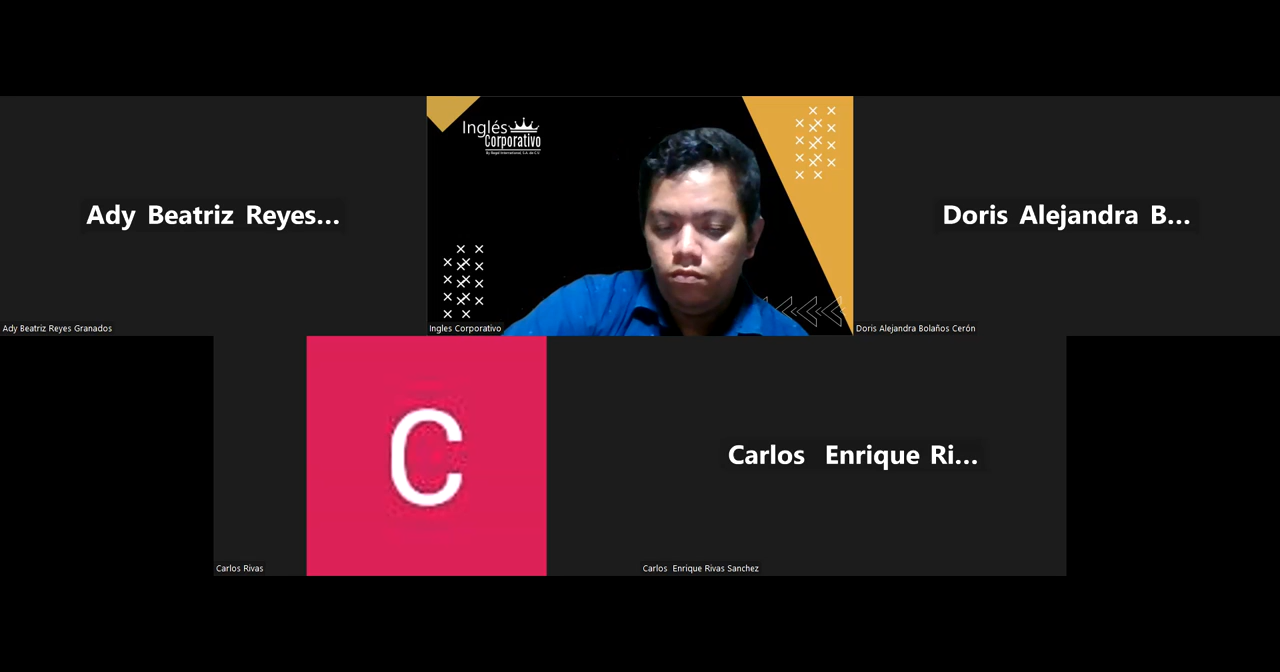 Ady Beatriz Reyes...
Ady Beatriz Reyes Granados
Inglés
Corporativo
Ingles Corporativo
Doris Alejandra B...
Doris Alejandra Bolaños Cerón
C
Carlos Rivas
Carlos Enrique Ri...
Carlos Enrique Rivas Sanchez